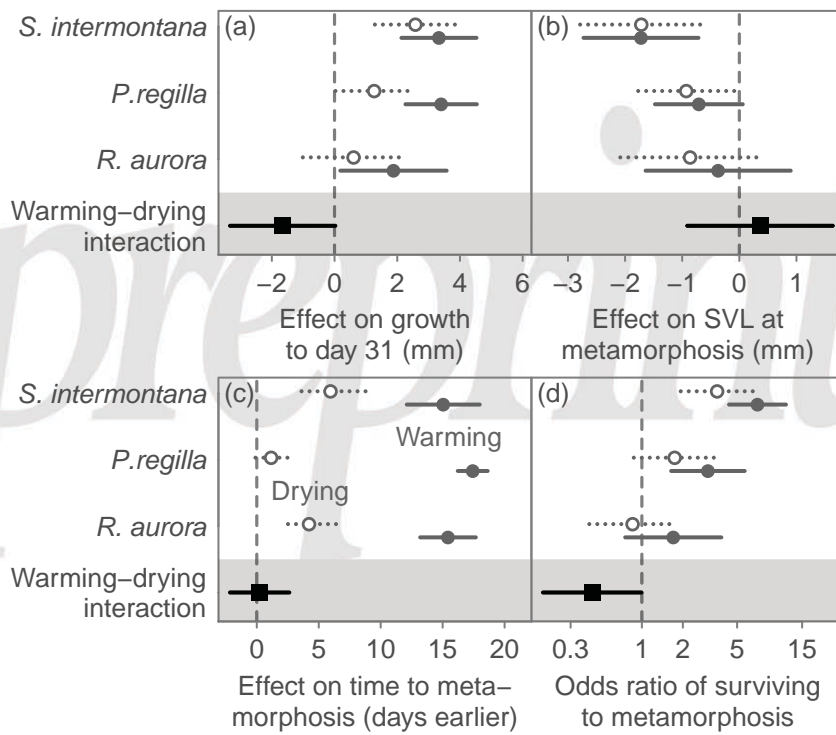 (a)
(b)
S. intermontana
P.regilla
R. aurora
Warming−drying
interaction
−2 0 2 4 6
−3 −2 −1 0 1
Effect on growth
to day 31 (mm)
Effect on SVL at
metamorphosis (mm)
(c)
(d)
S. intermontana
Warming
P.regilla
Drying
R. aurora
Warming−drying
interaction
0 5 10 15 20
0.3 1 2 5 15
Effect on time to meta−
morphosis (days earlier)
Odds ratio of surviving
to metamorphosis
preprint